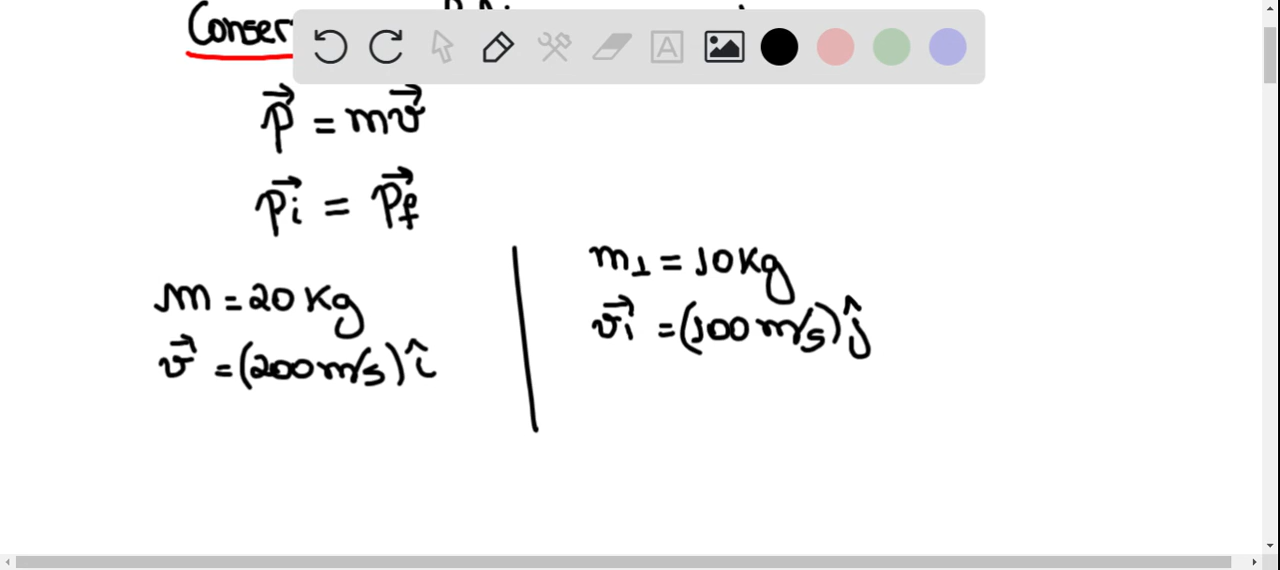 Conser
p⃗ = mv⃗
p⃗i = p⃗f
m = 20 kg
v⃗ = (200 m/s) î
m₁ = 10 kg
v⃗i = (100 m/s) ĵ
A